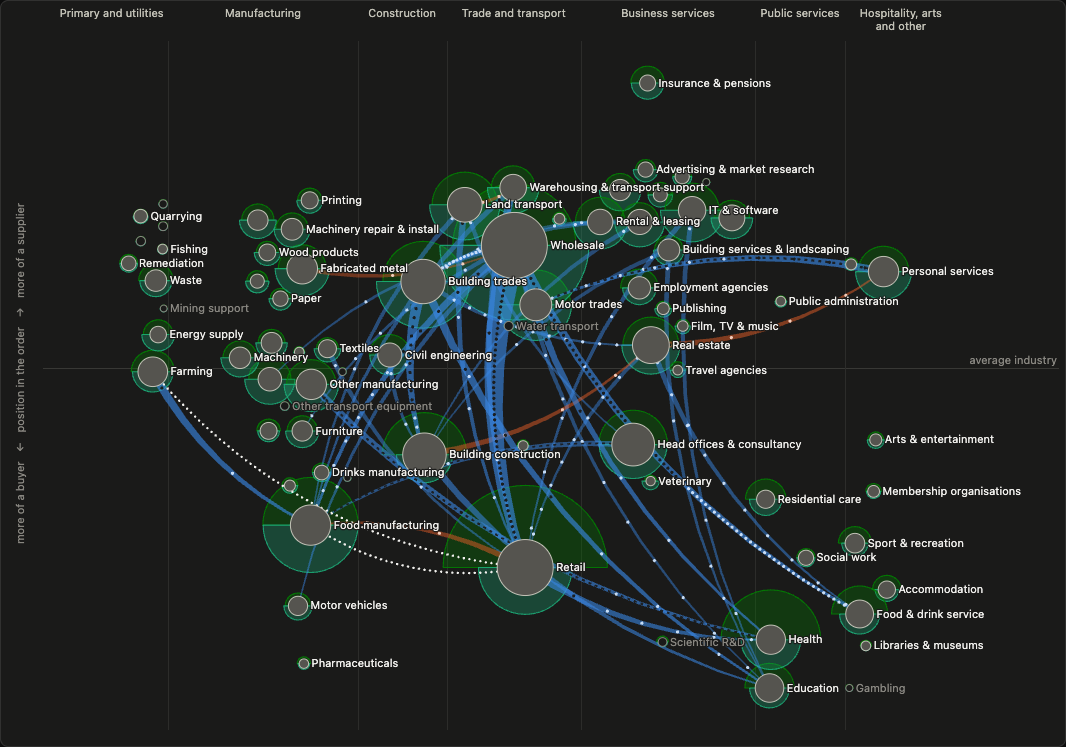 Primary and utilities
Manufacturing
Construction
Trade and transport
Business services
Public services
Hospitality, arts
and other
more of a buyer ← position in the order → more of a supplier
Insurance & pensions
Advertising & market research
Warehousing & transport support
Printing
Land transport
IT & software
Quarrying
Rental & leasing
Machinery repair & install
Wholesale
Fishing
Wood products
Building services & landscaping
Remediation
Fabricated metal
Personal services
Waste
Building trades
Employment agencies
Paper
Public administration
Motor trades
Mining support
Publishing
Water transport
Film, TV & music
Energy supply
Textiles
Real estate
Machinery
Civil engineering
average industry
Farming
Travel agencies
Other manufacturing
Other transport equipment
Furniture
Arts & entertainment
Head offices & consultancy
Building construction
Drinks manufacturing
Veterinary
Membership organisations
Residential care
Food manufacturing
Sport & recreation
Social work
Retail
Accommodation
Motor vehicles
Food & drink service
Health
Scientific R&D
Libraries & museums
Pharmaceuticals
Education
Gambling